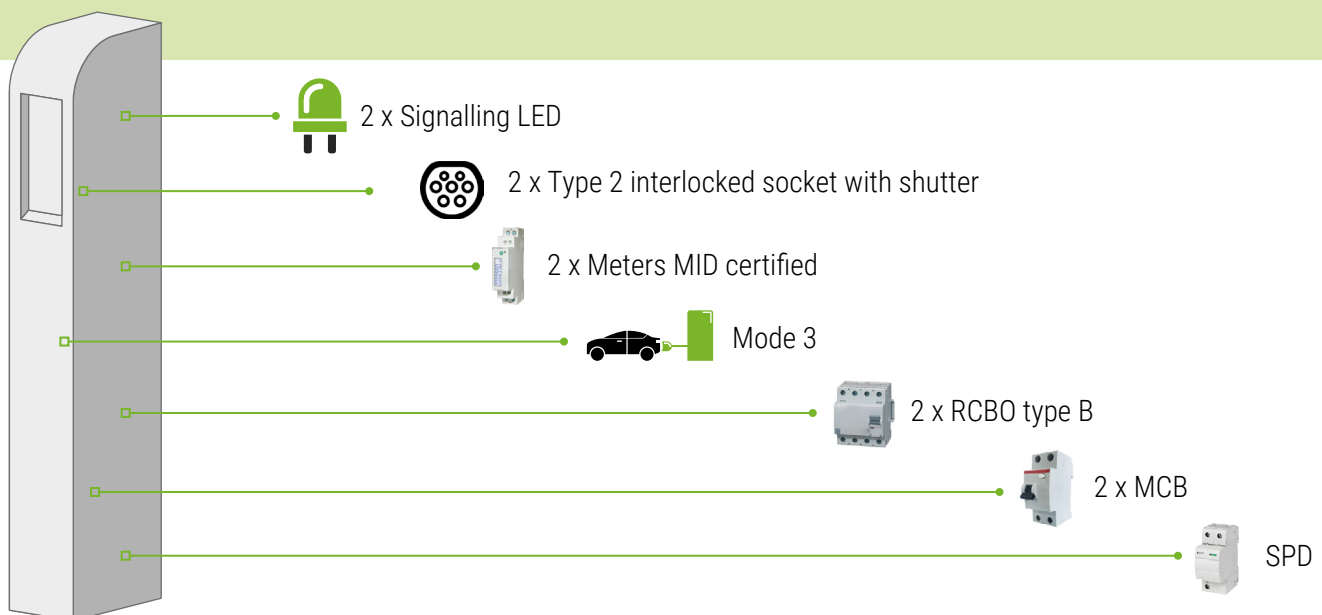 2 x Signalling LED
2 x Type 2 interlocked socket with shutter
2 x Meters MID certified
Mode 3
2 x RCBO type B
2 x MCB
SPD